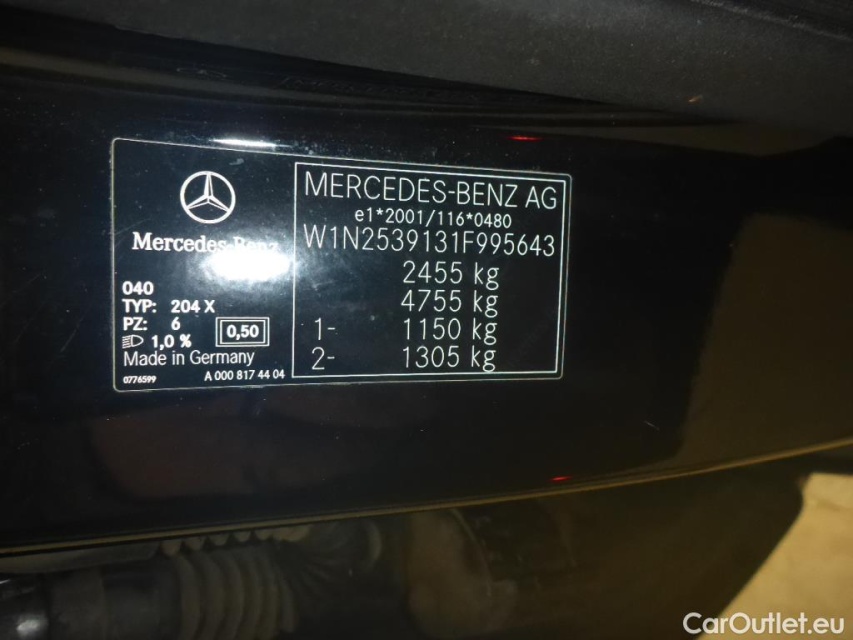 Mercedes-Benz
040
TYP: 204 X
PZ: 6
0,50
1,0 %
Made in Germany
0776599
A 000 817 44 04
MERCEDES-BENZ AG
e1*2001/116*0480
W1N2539131F995643
2455 kg
4755 kg
1- 1150 kg
2- 1305 kg
CarOutlet.eu